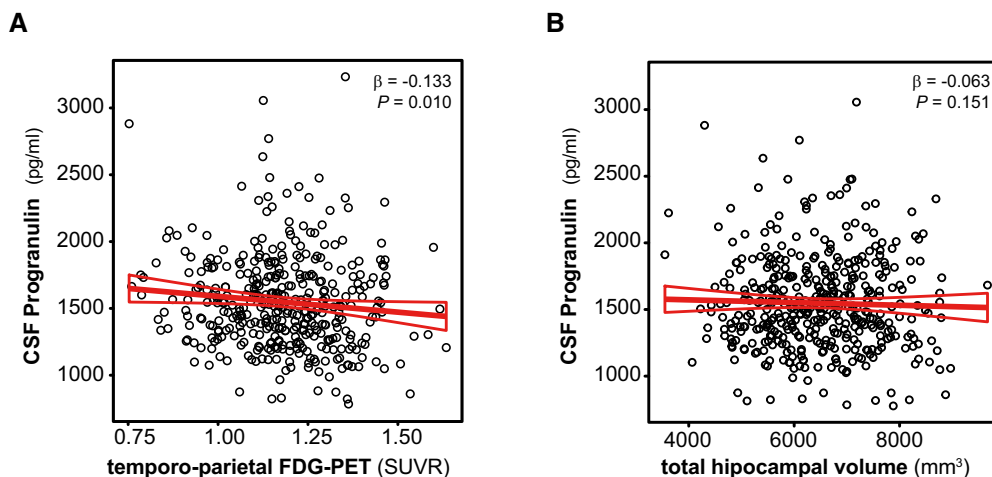 A
β = -0.133
P = 0.010
3000
2500
2000
1500
1000
CSF Progranulin (pg/ml)
0.75 1.00 1.25 1.50
temporo-parietal FDG-PET (SUVR)
B
β = -0.063
P = 0.151
3000
2500
2000
1500
1000
CSF Progranulin (pg/ml)
4000 6000 8000
total hipocampal volume (mm³)